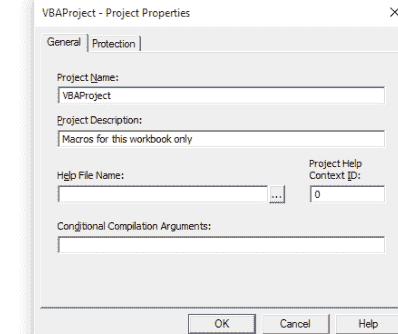 VBAProject - Project Properties
General Protection
Project Name:
VBAProject
Project Description:
Macros for this workbook only
Help File Name:
Project Help
Context ID:
...
0
Conditional Compilation Arguments:
OK Cancel Help